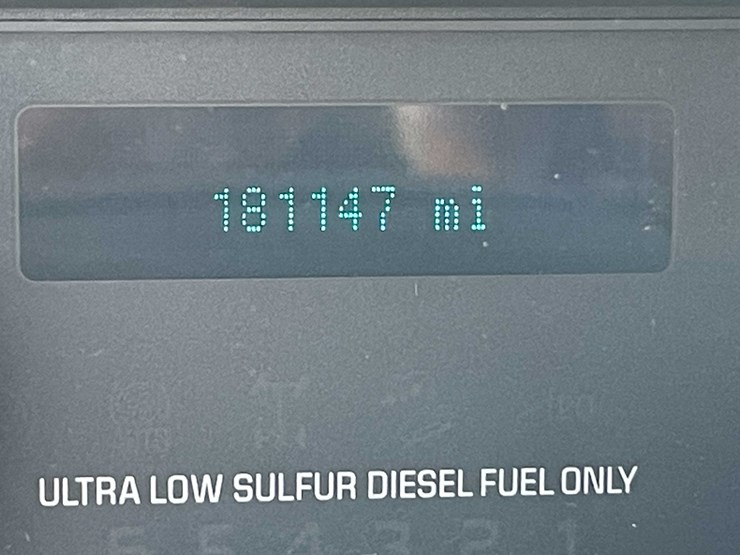 181147 mi
ULTRA LOW SULFUR DIESEL FUEL ONLY